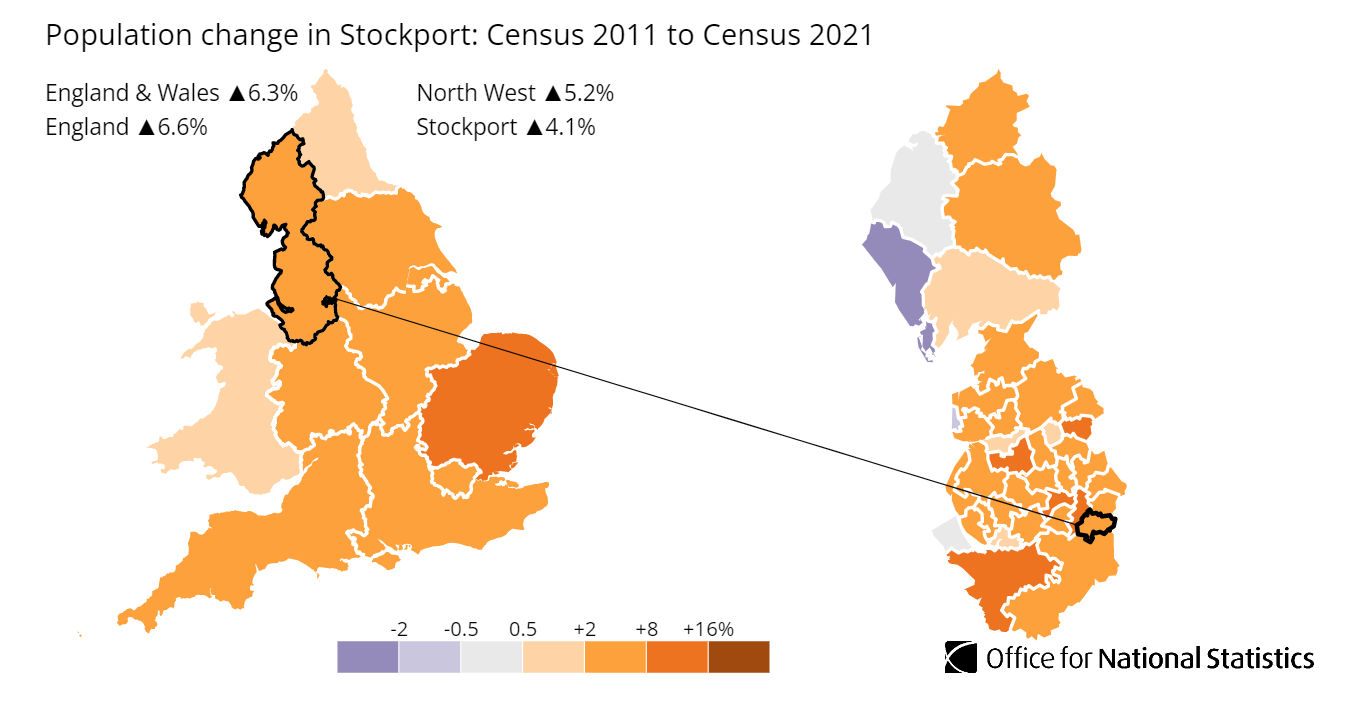 Population change in Stockport: Census 2011 to Census 2021
England & Wales ▲6.3%
North West ▲5.2%
England ▲6.6%
Stockport ▲4.1%
-2 -0.5 0.5 +2 +8 +16%
Office for National Statistics